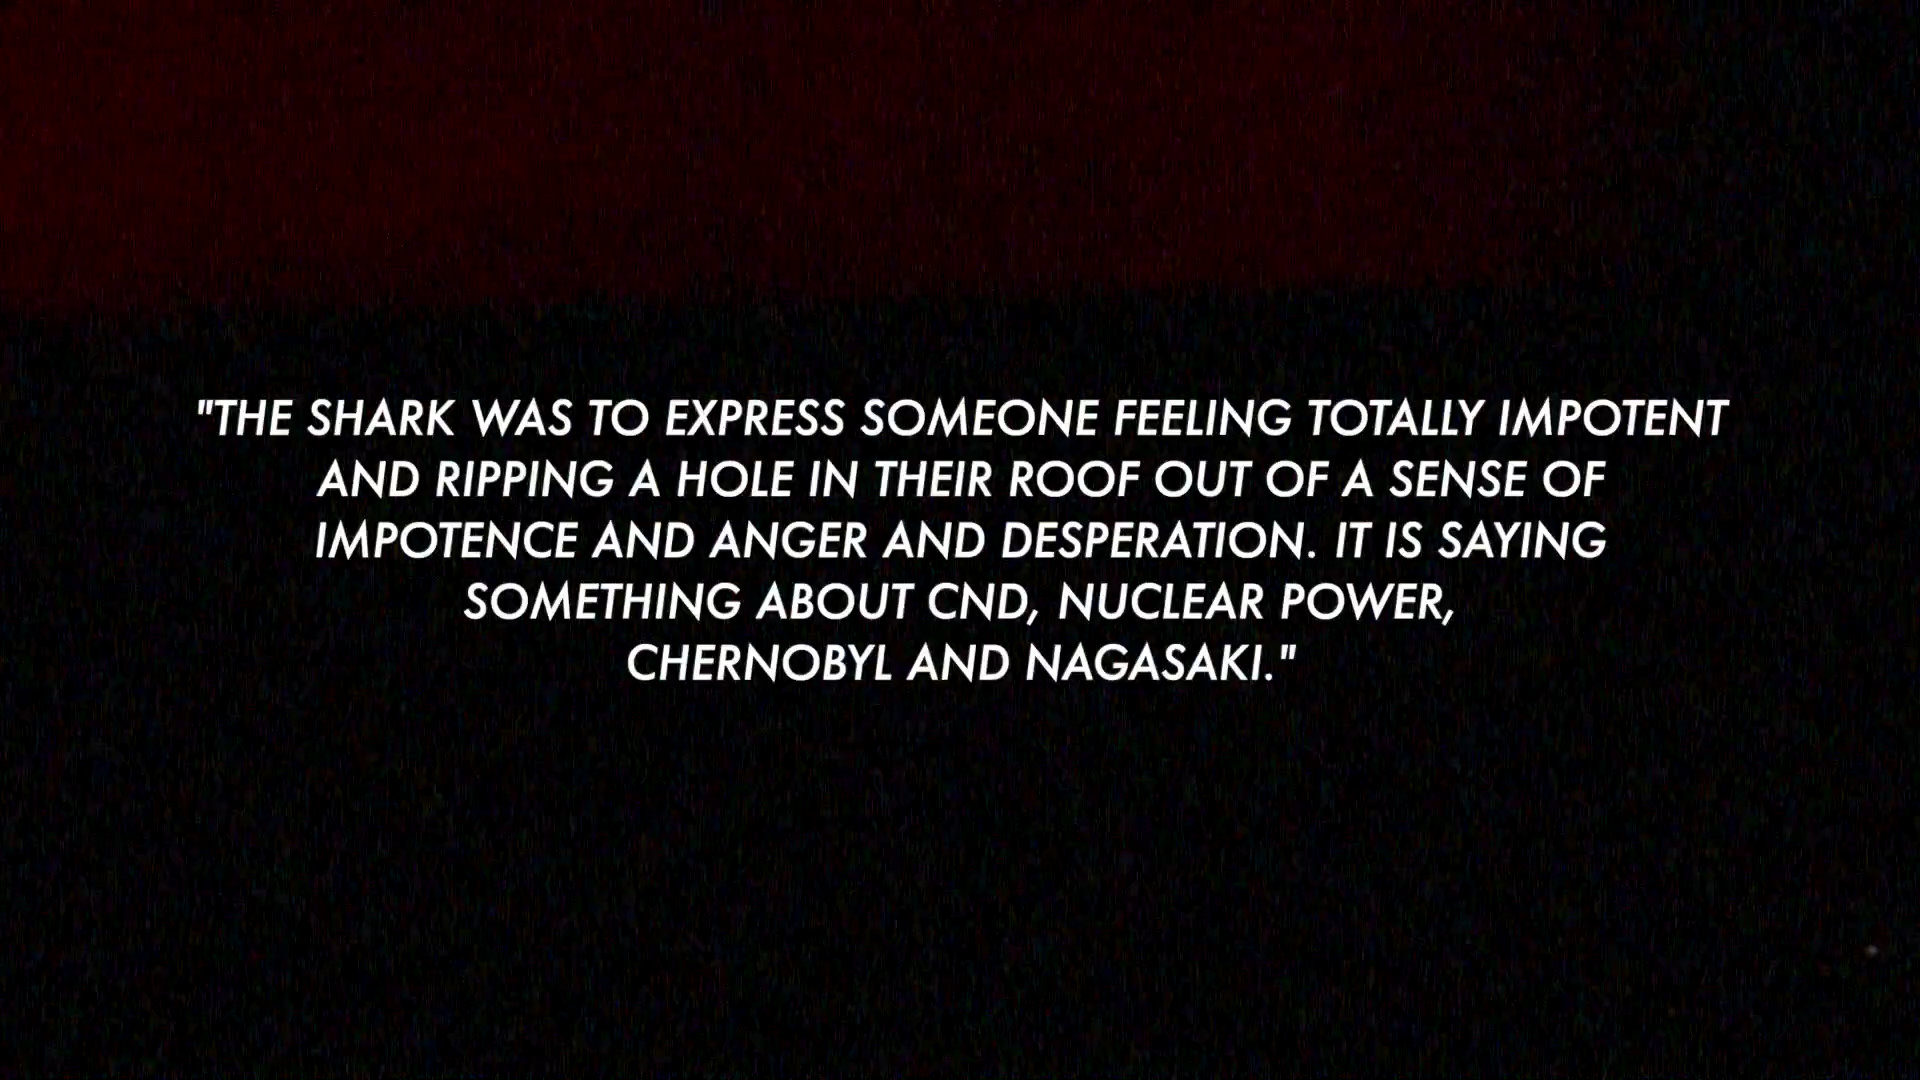 "THE SHARK WAS TO EXPRESS SOMEONE FEELING TOTALLY IMPOTENT
AND RIPPING A HOLE IN THEIR ROOF OUT OF A SENSE OF
IMPOTENCE AND ANGER AND DESPERATION. IT IS SAYING
SOMETHING ABOUT CND, NUCLEAR POWER,
CHERNOBYL AND NAGASAKI."